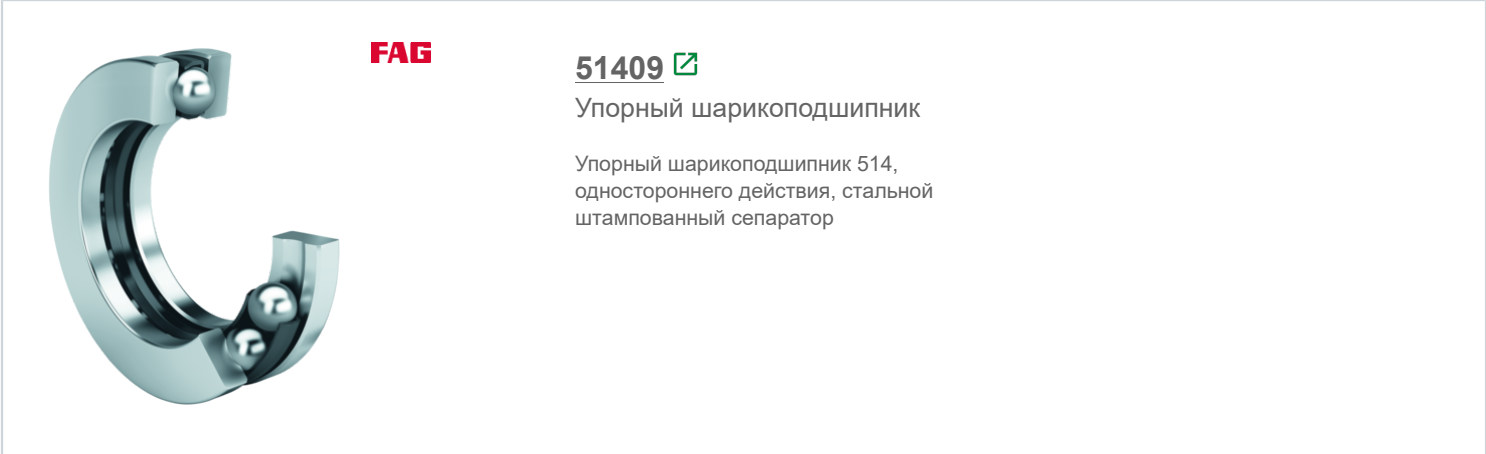 FAG
51409
Упорный шарикоподшипник
Упорный шарикоподшипник 514,
одностороннего действия, стальной
штампованный сепаратор